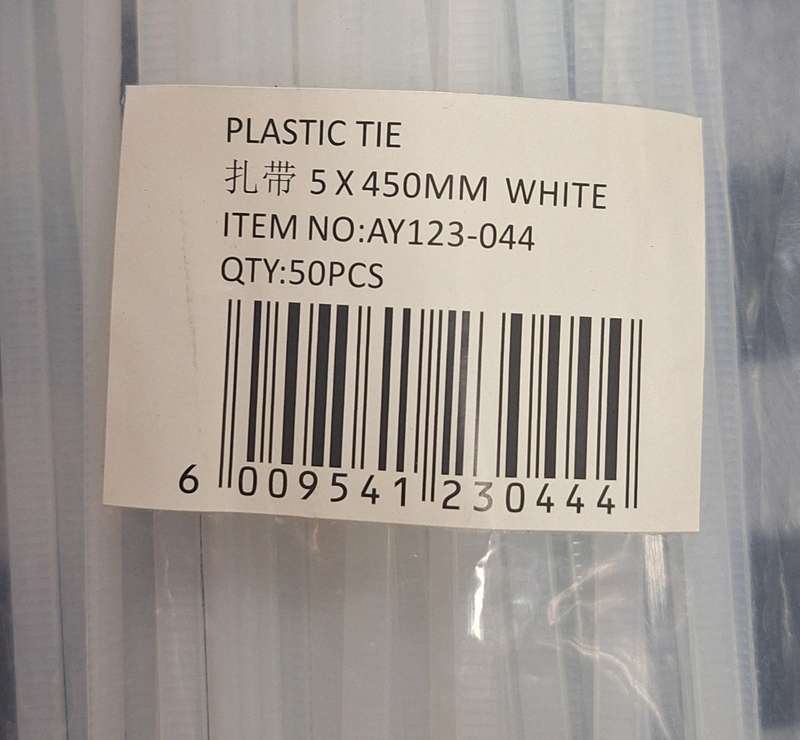 PLASTIC TIE
扎带 5 X 450MM WHITE
ITEM NO:AY123-044
QTY:50PCS
6 009541 230444